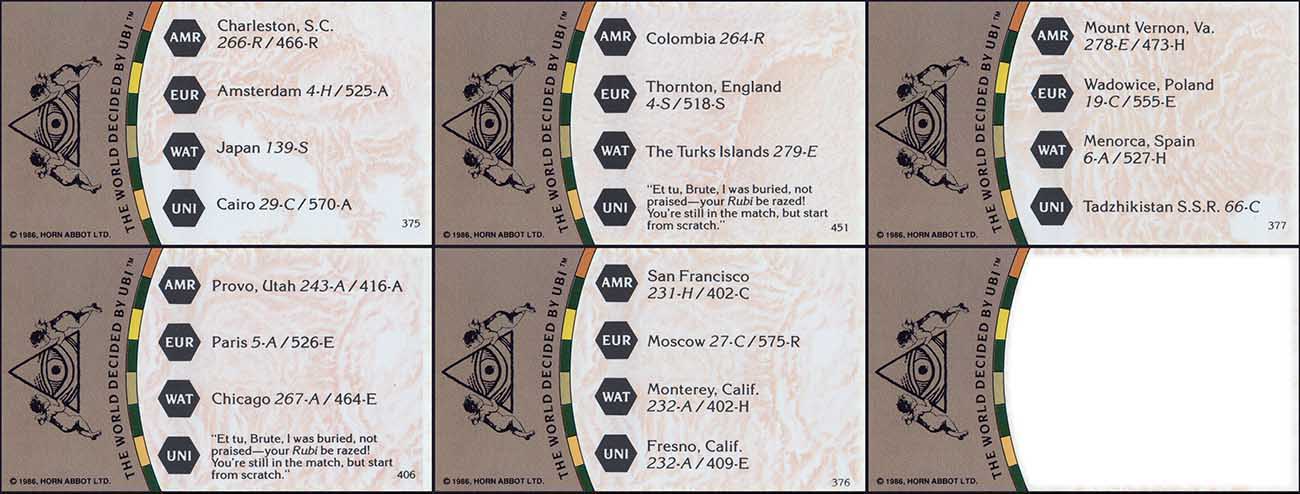 THE WORLD DECIDED BY UBI™
AMR
Charleston, S.C.
266-R / 466-R
EUR
Amsterdam 4-H / 525-A
WAT
Japan 139-S
UNI
Cairo 29-C / 570-A
375
© 1986, HORN ABBOT LTD.
THE WORLD DECIDED BY UBI™
AMR
Colombia 264-R
EUR
Thornton, England
4-S / 518-S
WAT
The Turks Islands 279-E
UNI
"Et tu, Brute, I was buried, not
praised—your Rubi be razed!
You're still in the match, but start
from scratch."
451
© 1986, HORN ABBOT LTD.
THE WORLD DECIDED BY UBI™
AMR
Mount Vernon, Va.
278-E / 473-H
EUR
Wadowice, Poland
19-C / 555-E
WAT
Menorca, Spain
6-A / 527-H
UNI
Tadzhikistan S.S.R. 66-C
377
© 1986, HORN ABBOT LTD.
THE WORLD DECIDED BY UBI™
AMR
Provo, Utah 243-A / 416-A
EUR
Paris 5-A / 526-E
WAT
Chicago 267-A / 464-E
UNI
"Et tu, Brute, I was buried, not
praised—your Rubi be razed!
You're still in the match, but start
from scratch."
406
© 1986, HORN ABBOT LTD.
THE WORLD DECIDED BY UBI™
AMR
San Francisco
231-H / 402-C
EUR
Moscow 27-C / 575-R
WAT
Monterey, Calif.
232-A / 402-H
UNI
Fresno, Calif.
232-A / 409-E
376
© 1986, HORN ABBOT LTD.
THE WORLD DECIDED BY UBI™
© 1986, HORN ABBOT LTD.